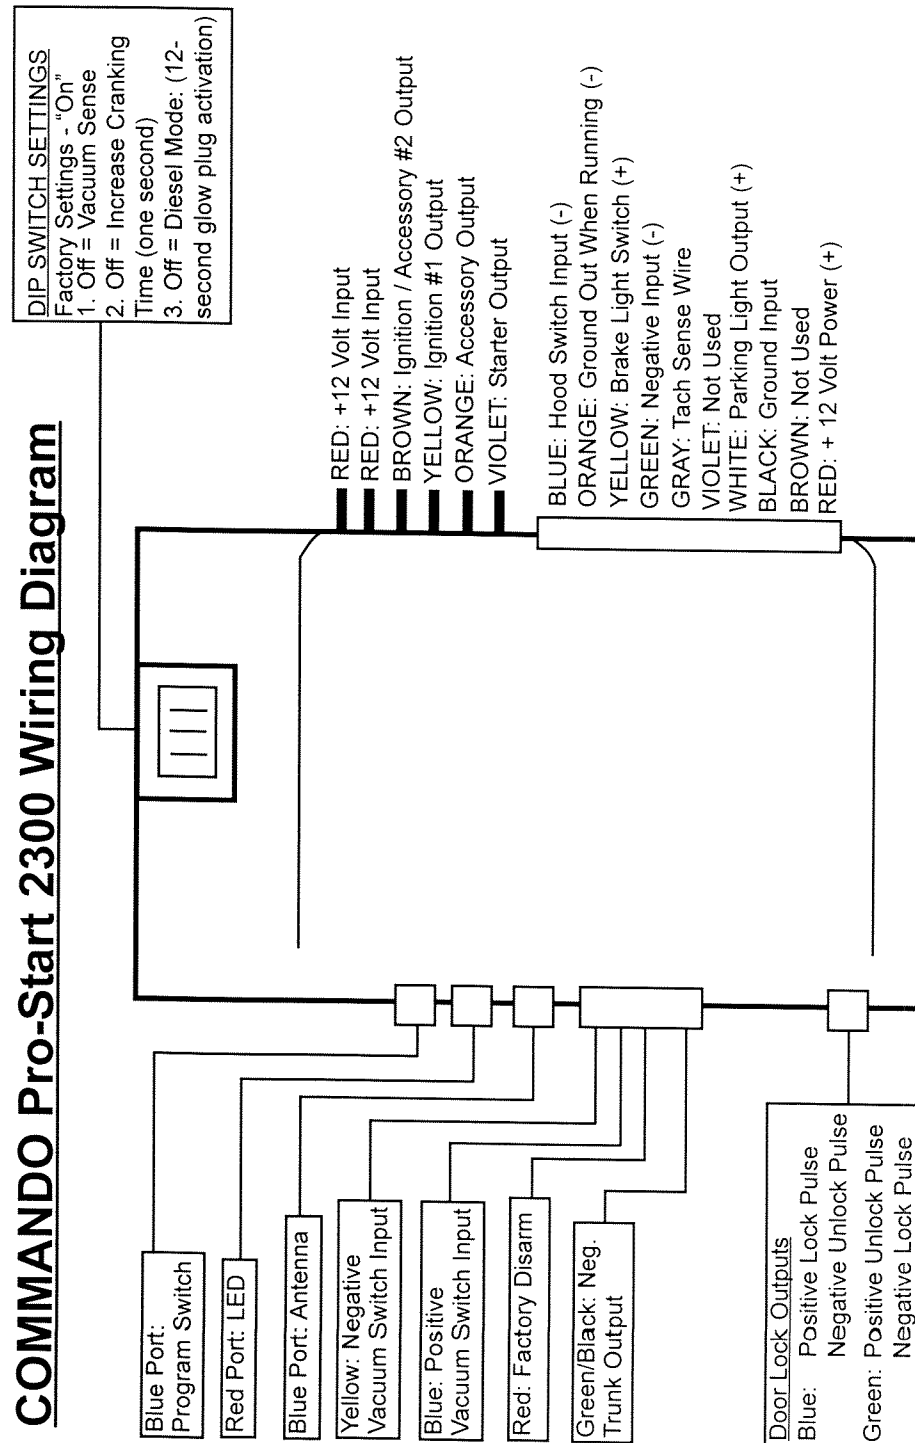 COMMANDO Pro-Start 2300 Wiring Diagram
DIP SWITCH SETTINGS
Factory Settings - "On"
1. Off = Vacuum Sense
2. Off = Increase Cranking
Time (one second)
3. Off = Diesel Mode: (12-
second glow plug activation)
RED: +12 Volt Input
RED: +12 Volt Input
BROWN: Ignition / Accessory #2 Output
YELLOW: Ignition #1 Output
ORANGE: Accessory Output
VIOLET: Starter Output
BLUE: Hood Switch Input (-)
ORANGE: Ground Out When Running (-)
YELLOW: Brake Light Switch (+)
GREEN: Negative Input (-)
GRAY: Tach Sense Wire
VIOLET: Not Used
WHITE: Parking Light Output (+)
BLACK: Ground Input
BROWN: Not Used
RED: + 12 Volt Power (+)
Blue Port:
Program Switch
Red Port: LED
Blue Port: Antenna
Yellow: Negative
Vacuum Switch Input
Blue: Positive
Vacuum Switch Input
Red: Factory Disarm
Green/Black: Neg.
Trunk Output
Door Lock Outputs
Blue: Positive Lock Pulse
Negative Unlock Pulse
Green: Positive Unlock Pulse
Negative Lock Pulse